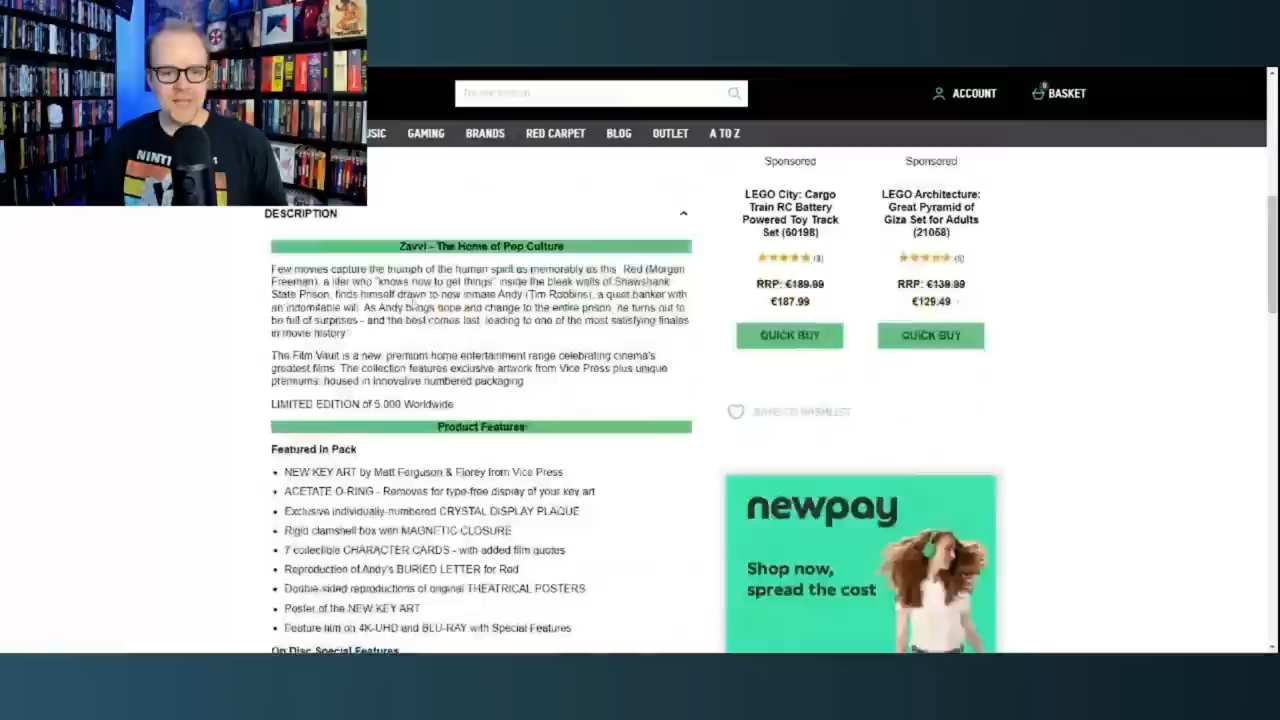 NINT
ACCOUNT
0
BASKET
USIC
GAMING
BRANDS
RED CARPET
BLOG
OUTLET
A TO Z
Sponsored
Sponsored
LEGO City: Cargo
Train RC Battery
Powered Toy Track
Set (60198)
LEGO Architecture:
Great Pyramid of
Giza Set for Adults
(21058)
RRP: €189.99
€187.99
RRP: €139.99
€129.49
QUICK BUY
QUICK BUY
SAVE TO WISHLIST
DESCRIPTION
Zavvi - The Home of Pop Culture
Few movies capture the triumph of the human spirit as memorably as this. Red (Morgan
Freeman), a lifer who "knows how to get things" inside the bleak walls of Shawshank
State Prison, finds himself drawn to new inmate Andy (Tim Robbins), a quiet banker with
an indomitable will. As Andy brings hope and change to the entire prison, he turns out to
be full of surprises - and the best comes last, leading to one of the most satisfying finales
in movie history.
The Film Vault is a new, premium home entertainment range celebrating cinema's
greatest films. The collection features exclusive artwork from Vice Press plus unique
premiums, housed in innovative numbered packaging.
LIMITED EDITION of 5,000 Worldwide
Product Features
Featured In Pack
• NEW KEY ART by Matt Ferguson & Florey from Vice Press
• ACETATE O-RING - Removes for type-free display of your key art
• Exclusive individually-numbered CRYSTAL DISPLAY PLAQUE
• Rigid clamshell box with MAGNETIC CLOSURE
• 7 collectible CHARACTER CARDS - with added film quotes
• Reproduction of Andy's BURIED LETTER for Red
• Double-sided reproductions of original THEATRICAL POSTERS
• Poster of the NEW KEY ART
• Feature film on 4K-UHD and BLU-RAY with Special Features
On Disc Special Features
newpay
Shop now,
spread the cost